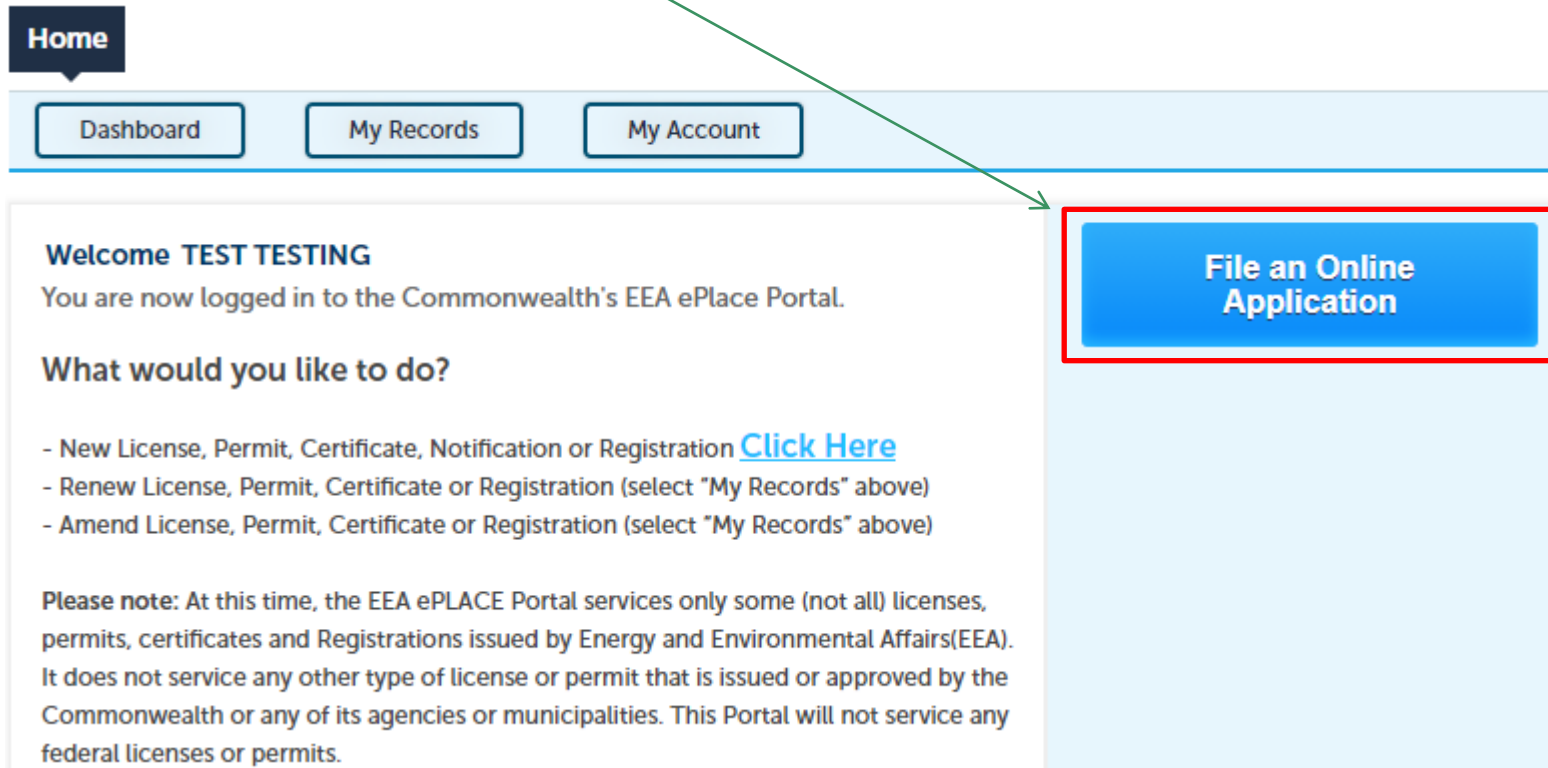 Home
Dashboard My Records My Account
Welcome TEST TESTING
You are now logged in to the Commonwealth's EEA ePlace Portal.
What would you like to do?
- New License, Permit, Certificate, Notification or Registration Click Here
- Renew License, Permit, Certificate or Registration (select "My Records" above)
- Amend License, Permit, Certificate or Registration (select "My Records" above)
Please note: At this time, the EEA ePLACE Portal services only some (not all) licenses,
permits, certificates and Registrations issued by Energy and Environmental Affairs(EEA).
It does not service any other type of license or permit that is issued or approved by the
Commonwealth or any of its agencies or municipalities. This Portal will not service any
federal licenses or permits.
File an Online
Application